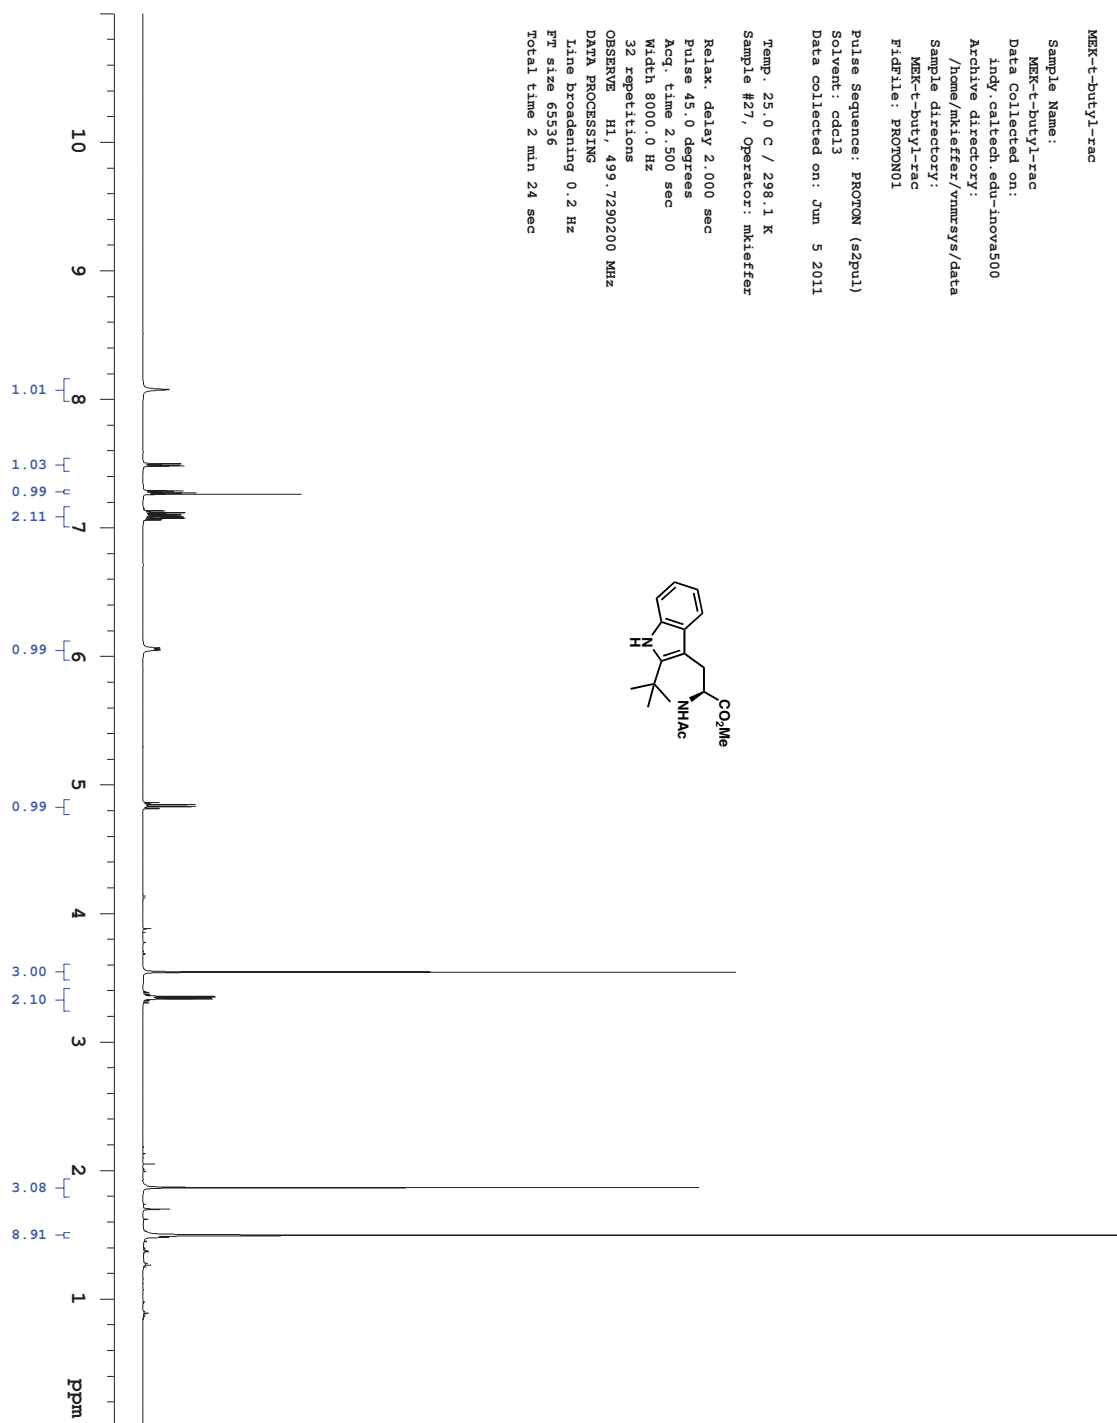 MEK-t-butyl-rac
Sample Name:
MEK-t-butyl-rac
Data Collected on:
indy.caltech.edu-inova500
Archive directory:
/home/mkieffer/vnmrsys/data
Sample directory:
MEK-t-butyl-rac
FidFile: PROTON01
Pulse Sequence: PROTON (s2pul)
Solvent: cdcl3
Data collected on: Jun 5 2011
Temp. 25.0 C / 298.1 K
Sample #27, Operator: mkieffer
Relax. delay 2.000 sec
Pulse 45.0 degrees
Acq. time 2.500 sec
Width 8000.0 Hz
32 repetitions
OBSERVE H1, 499.7290200 MHz
DATA PROCESSING
Line broadening 0.2 Hz
FT size 65536
Total time 2 min 24 sec
CO2Me
NHAc
N
H
10 9 8 7 6 5 4 3 2 1 ppm
1.01 1.03 0.99 2.11 0.99 0.99 3.00 2.10 3.08 8.91